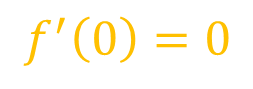 f′(0) = 0